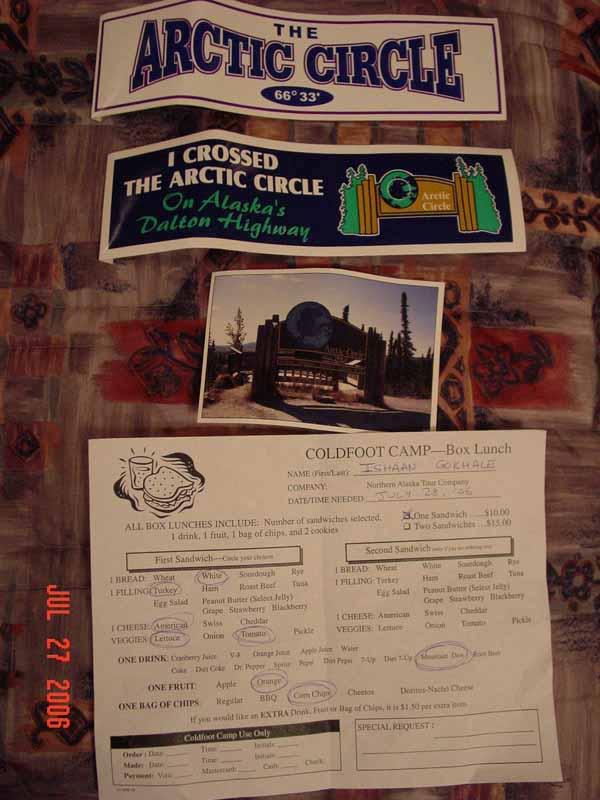 THE
ARCTIC CIRCLE
66° 33'
I CROSSED
THE ARCTIC CIRCLE
On Alaska's
Dalton Highway
Arctic
Circle
COLDFOOT CAMP—Box Lunch
NAME (First/Last): ISHAAN GOKHALE
COMPANY: Northern Alaska Tour Company
DATE/TIME NEEDED JULY 28, '06
ALL BOX LUNCHES INCLUDE: Number of sandwiches selected,
1 drink, 1 fruit, 1 bag of chips, and 2 cookies
One Sandwich ....$10.00
Two Sandwiches ...$15.00
First Sandwich—Circle your choices
1 BREAD: Wheat White Sourdough Rye
1 FILLING: Turkey Ham Roast Beef Tuna
Egg Salad Peanut Butter (Select Jelly)
Grape Strawberry Blackberry
1 CHEESE: American Swiss Cheddar
VEGGIES: Lettuce Onion Tomato Pickle
Second Sandwich
1 BREAD: Wheat White Sourdough Rye
1 FILLING: Turkey Ham Roast Beef Tuna
Egg Salad Peanut Butter (Select Jelly)
Grape Strawberry Blackberry
1 CHEESE: American Swiss Cheddar
VEGGIES: Lettuce Onion Tomato Pickle
ONE DRINK: Cranberry Juice V-8 Orange Juice Apple Juice Water
Coke Diet Coke Dr. Pepper Sprite Pepsi Diet Pepsi 7-Up Diet 7-Up Mountain Dew Root Beer
ONE FRUIT: Apple Orange
ONE BAG OF CHIPS: Regular BBQ Corn Chips Cheetos Doritos-Nacho Cheese
If you would like an EXTRA Drink, Fruit or Bag of Chips, it is $1.50 per extra item
Coldfoot Camp Use Only
Order: Date: Time: Initials:
Made: Date: Time: Initials:
Payment: Visa: Mastercard: Cash: Check:
SPECIAL REQUEST:
JUL 27 2006